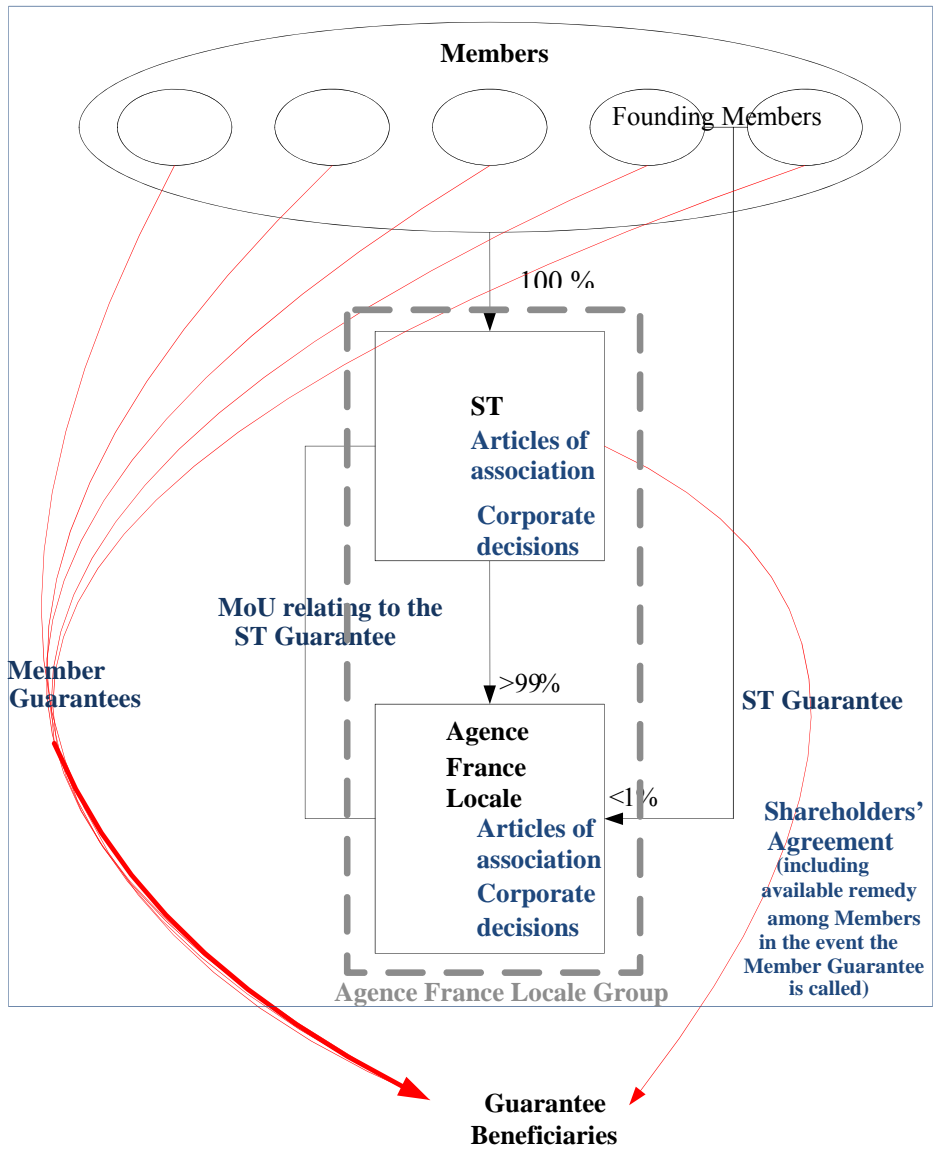 Members
Founding Members
100 %
ST
Articles of
association
Corporate
decisions
MoU relating to the
ST Guarantee
Member
Guarantees
>99%
ST Guarantee
Agence
France
Locale
<1%
Articles of
association
Corporate
decisions
Shareholders’
Agreement
(including
available remedy
among Members
in the event the
Member Guarantee
is called)
Agence France Locale Group
Guarantee
Beneficiaries